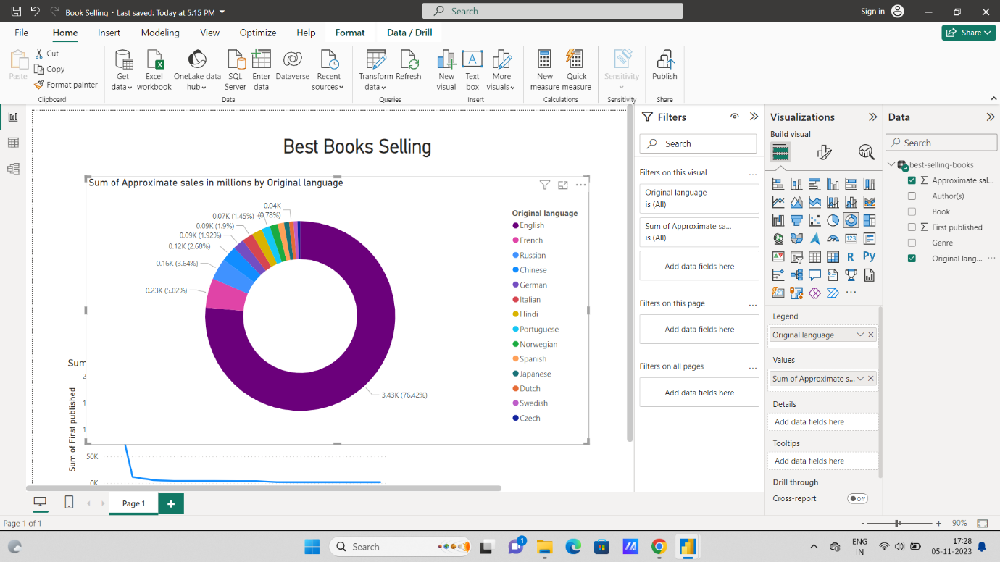 Book Selling • Last saved: Today at 5:15 PM
Search
Sign in
File Home Insert Modeling View Optimize Help Format Data / Drill
Share
Paste
Cut
Copy
Format painter
Clipboard
Get data
Excel workbook
OneLake data hub
SQL Server
Enter data
Dataverse
Recent sources
Data
Transform data
Refresh
Queries
New visual
Text box
More visuals
Insert
New measure
Quick measure
Calculations
Sensitivity
Sensitivity
Publish
Share
Best Books Selling
Sum of Approximate sales in millions by Original language
0.04K
(0.78%)
0.07K (1.45%)
0.09K (1.9%)
0.09K (1.92%)
0.12K (2.68%)
0.16K (3.64%)
0.23K (5.02%)
3.43K (76.42%)
Original language
English
French
Russian
Chinese
German
Italian
Hindi
Portuguese
Norwegian
Spanish
Japanese
Dutch
Swedish
Czech
Sum
2
1
1
Sum of First published
50K
0K
Filters
Search
Filters on this visual ...
Original language
is (All)
Sum of Approximate sa...
is (All)
Add data fields here
Filters on this page ...
Add data fields here
Filters on all pages ...
Add data fields here
Visualizations
Build visual
123
R
Py
...
Legend
Original language
Values
Sum of Approximate s...
Details
Add data fields here
Tooltips
Add data fields here
Drill through
Cross-report
Off
Data
Search
best-selling-books
Approximate sal...
Author(s)
Book
First published
Genre
Original lang... ...
Page 1
Page 1 of 1
- + 90%
Search
1
ENG
IN
17:28
05-11-2023